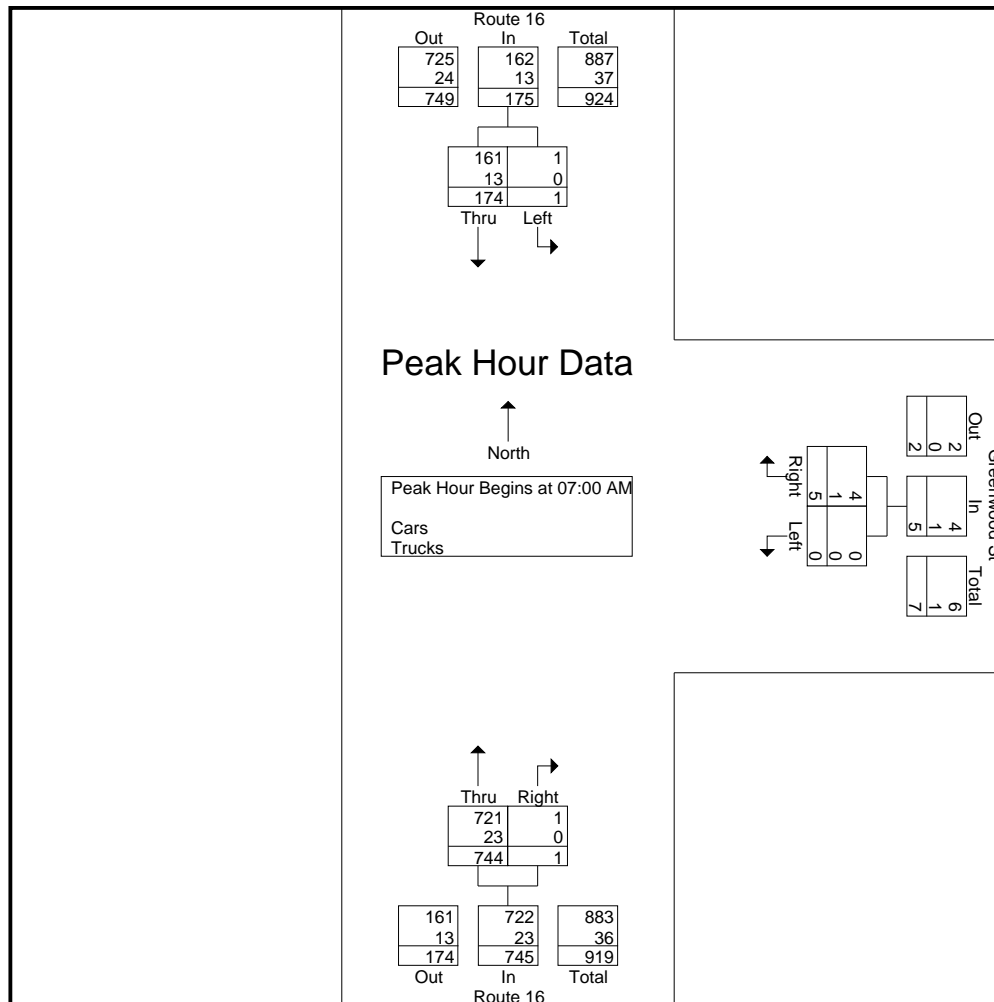 Route 16
Out In Total
725 162 887
24 13 37
749 175 924
161 1
13 0
174 1
Thru Left
Peak Hour Data
North
Peak Hour Begins at 07:00 AM
Cars
Trucks
Out In Total
2 4 6
0 1 1
2 5 7
4 0
1 0
5 0
Right Left
Thru Right
721 1
23 0
744 1
161 722 883
13 23 36
174 745 919
Out In Total
Route 16